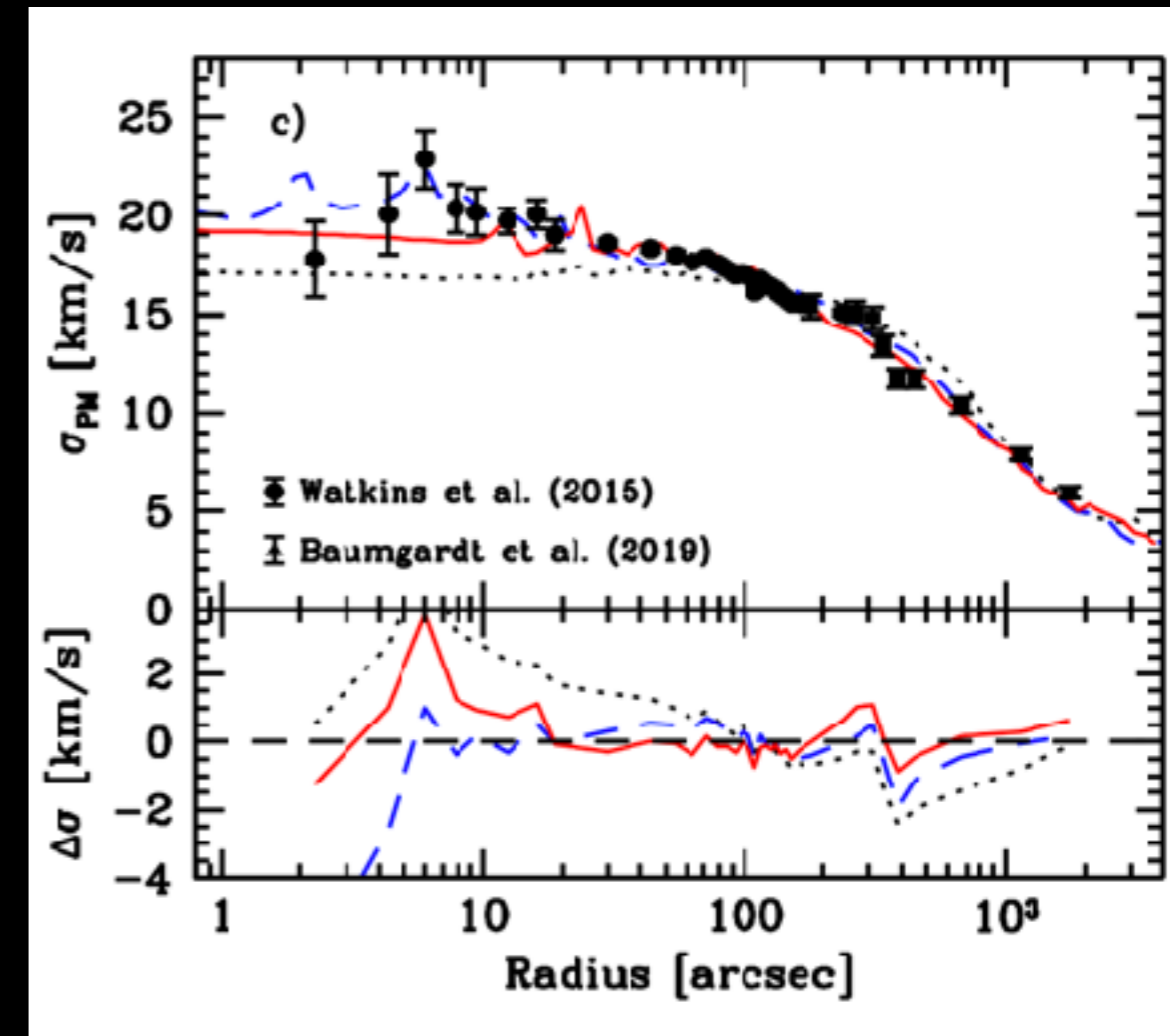 c)
25
20
15
10
5
0
σPM [km/s]
Watkins et al. (2015)
Baumgardt et al. (2019)
2
0
−2
−4
Δσ [km/s]
1 10 100 10³
Radius [arcsec]